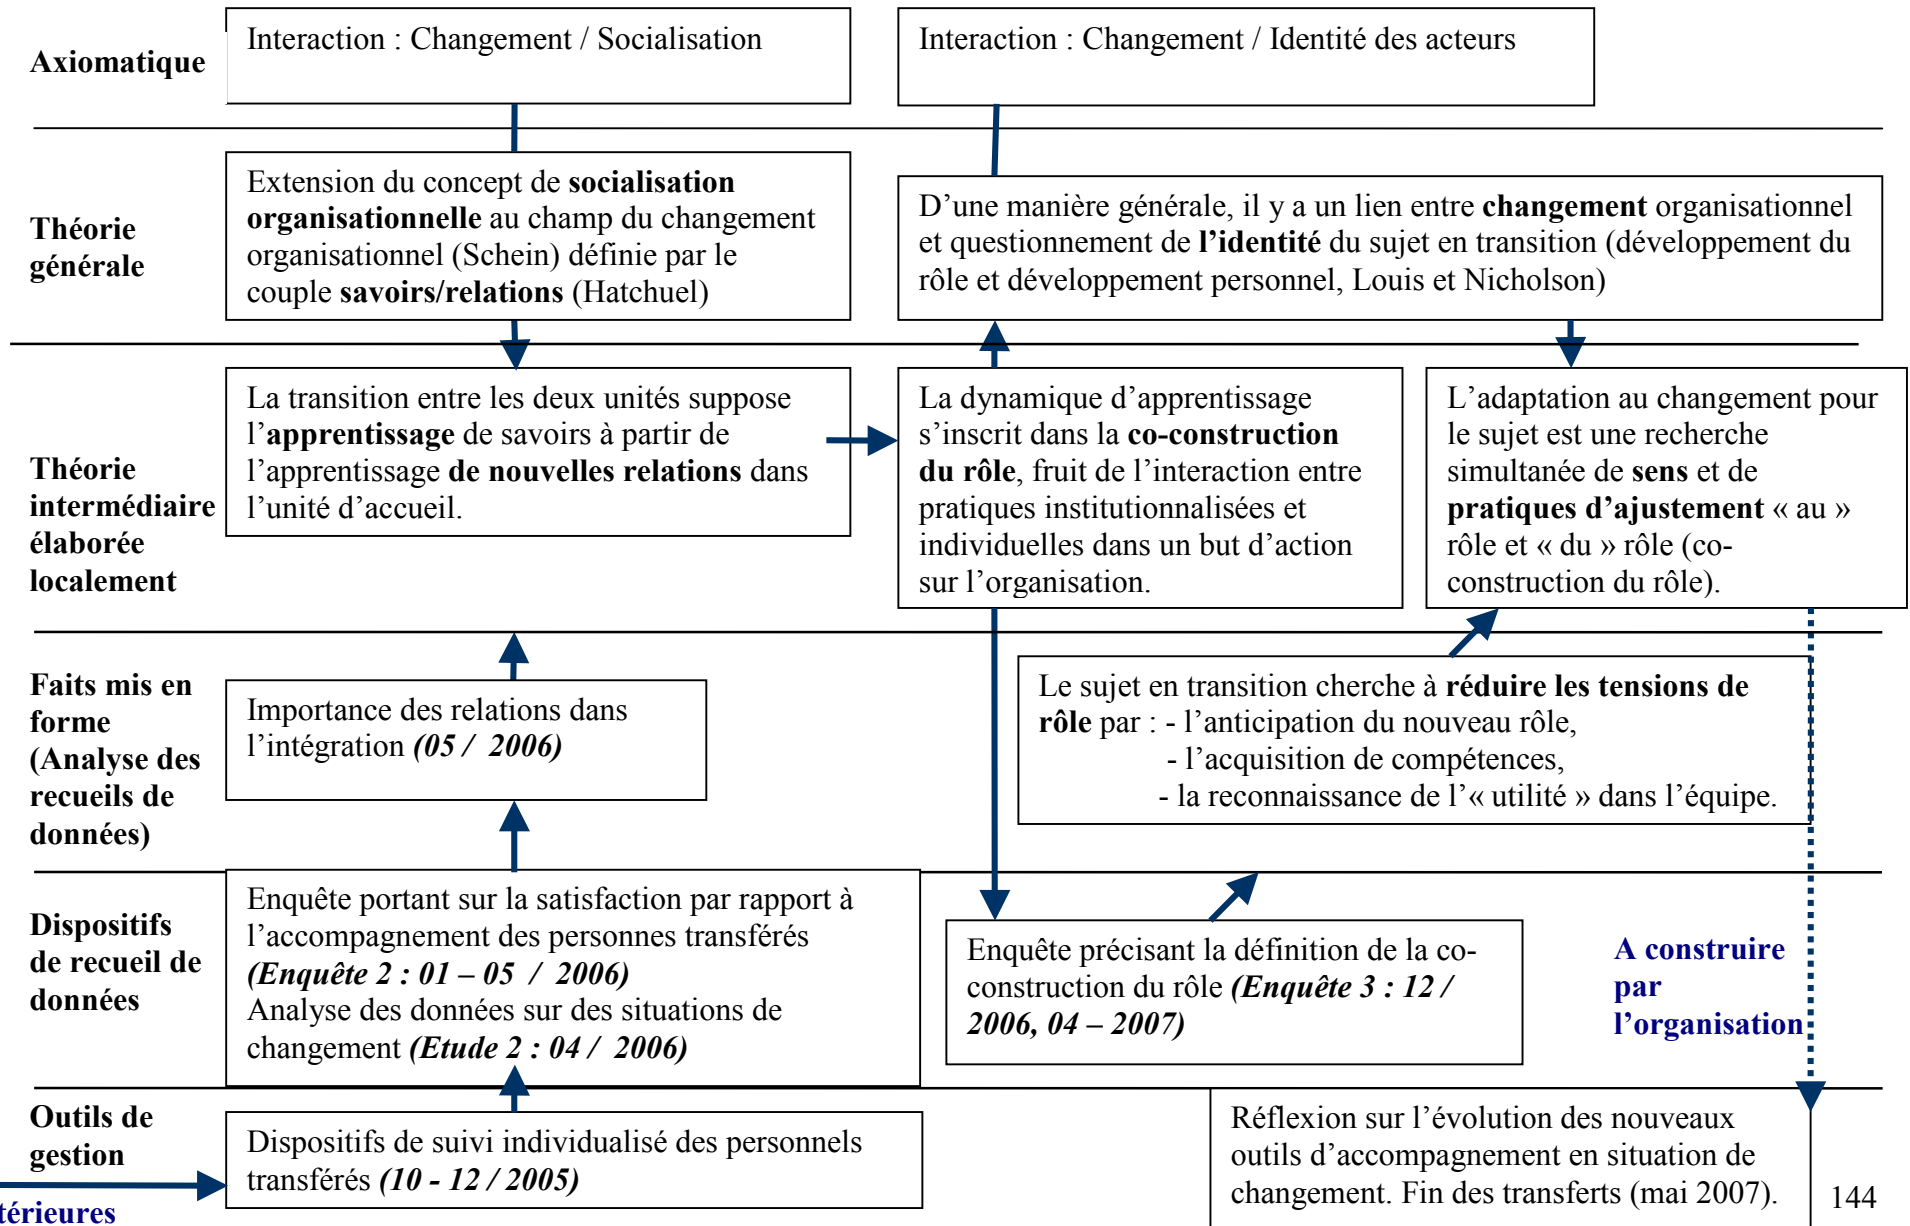 Axiomatique
Interaction : Changement / Socialisation
Interaction : Changement / Identité des acteurs
Théorie
générale
Extension du concept de socialisation
organisationnelle au champ du changement
organisationnel (Schein) définie par le
couple savoirs/relations (Hatchuel)
D’une manière générale, il y a un lien entre changement organisationnel
et questionnement de l’identité du sujet en transition (développement du
rôle et développement personnel, Louis et Nicholson)
Théorie
intermédiaire
élaborée
localement
La transition entre les deux unités suppose
l’apprentissage de savoirs à partir de
l’apprentissage de nouvelles relations dans
l’unité d’accueil.
La dynamique d’apprentissage
s’inscrit dans la co-construction
du rôle, fruit de l’interaction entre
pratiques institutionnalisées et
individuelles dans un but d’action
sur l’organisation.
L’adaptation au changement pour
le sujet est une recherche
simultanée de sens et de
pratiques d’ajustement « au »
rôle et « du » rôle (co-
construction du rôle).
Faits mis en
forme
(Analyse des
recueils de
données)
Importance des relations dans
l’intégration (05 / 2006)
Le sujet en transition cherche à réduire les tensions de
rôle par : - l’anticipation du nouveau rôle,
- l’acquisition de compétences,
- la reconnaissance de l’« utilité » dans l’équipe.
Dispositifs
de recueil de
données
Enquête portant sur la satisfaction par rapport à
l’accompagnement des personnes transférés
(Enquête 2 : 01 – 05 / 2006)
Analyse des données sur des situations de
changement (Etude 2 : 04 / 2006)
Enquête précisant la définition de la co-
construction du rôle (Enquête 3 : 12 /
2006, 04 – 2007)
A construire
par
l’organisation
Outils de
gestion
Dispositifs de suivi individualisé des personnels
transférés (10 - 12 / 2005)
Réflexion sur l’évolution des nouveaux
outils d’accompagnement en situation de
changement. Fin des transferts (mai 2007).
térieures
144